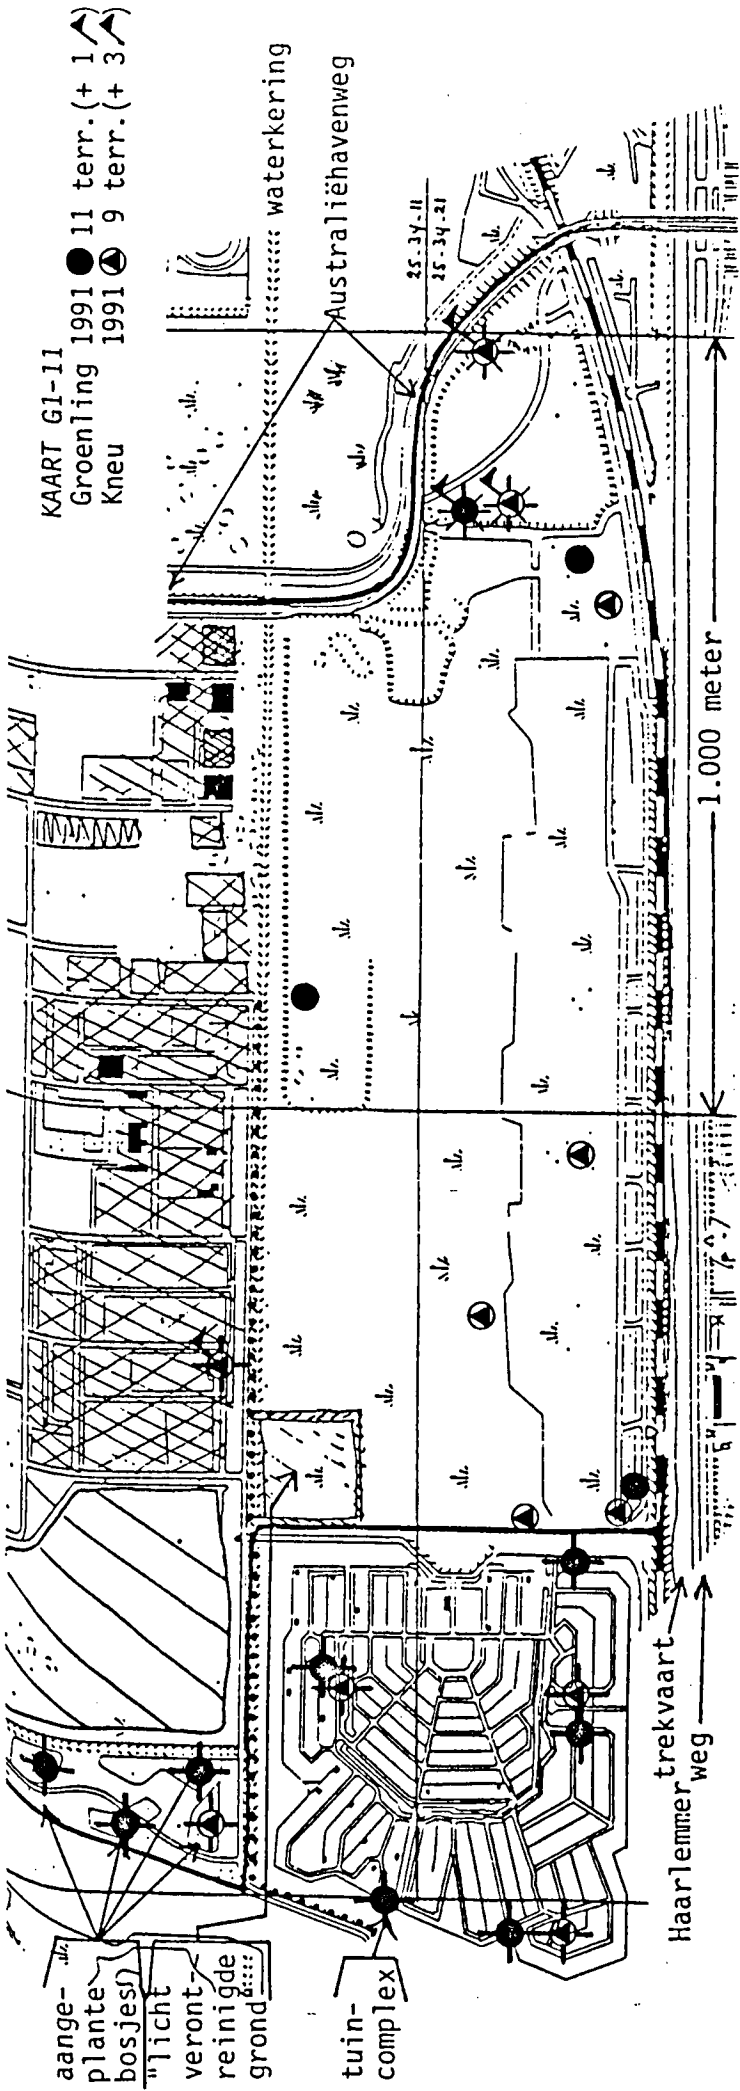 KAART G1-11
Groenling 1991 11 terr.(+ 1 )
Kneu 1991 9 terr.(+ 3 )
waterkering
Australiëhavenweg
25-34-11
25-34-21
1.000 meter
Haarlemmer trekvaart
weg
aange-
plante
bosjes()
"licht
veront-
reinigde
grond
tuin-
complex